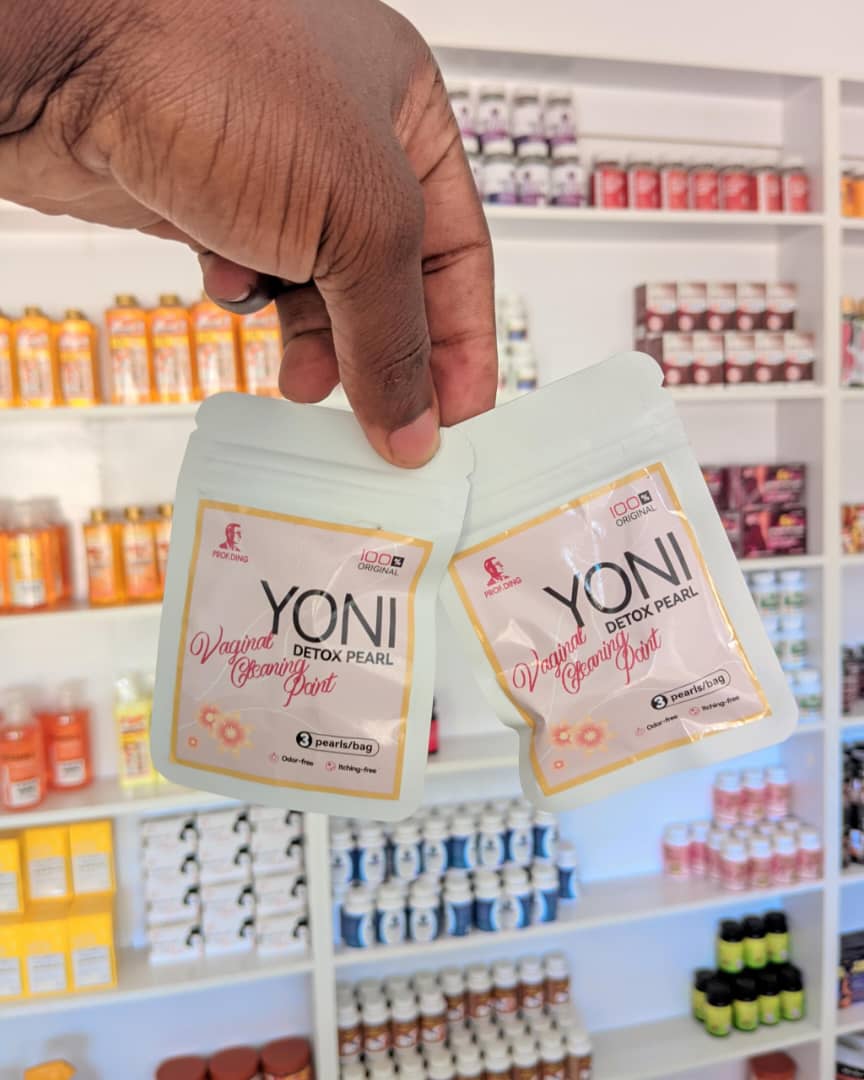 PROF.DING
100%
ORIGINAL
YONI
DETOX PEARL
Vaginal
Cleaning
Point
3 pearls/bag
Odor-free
Itching-free
PROF.DING
100%
ORIGINAL
YONI
DETOX PEARL
Vaginal
Cleaning
Point
3 pearls/bag
Odor-free
Itching-free